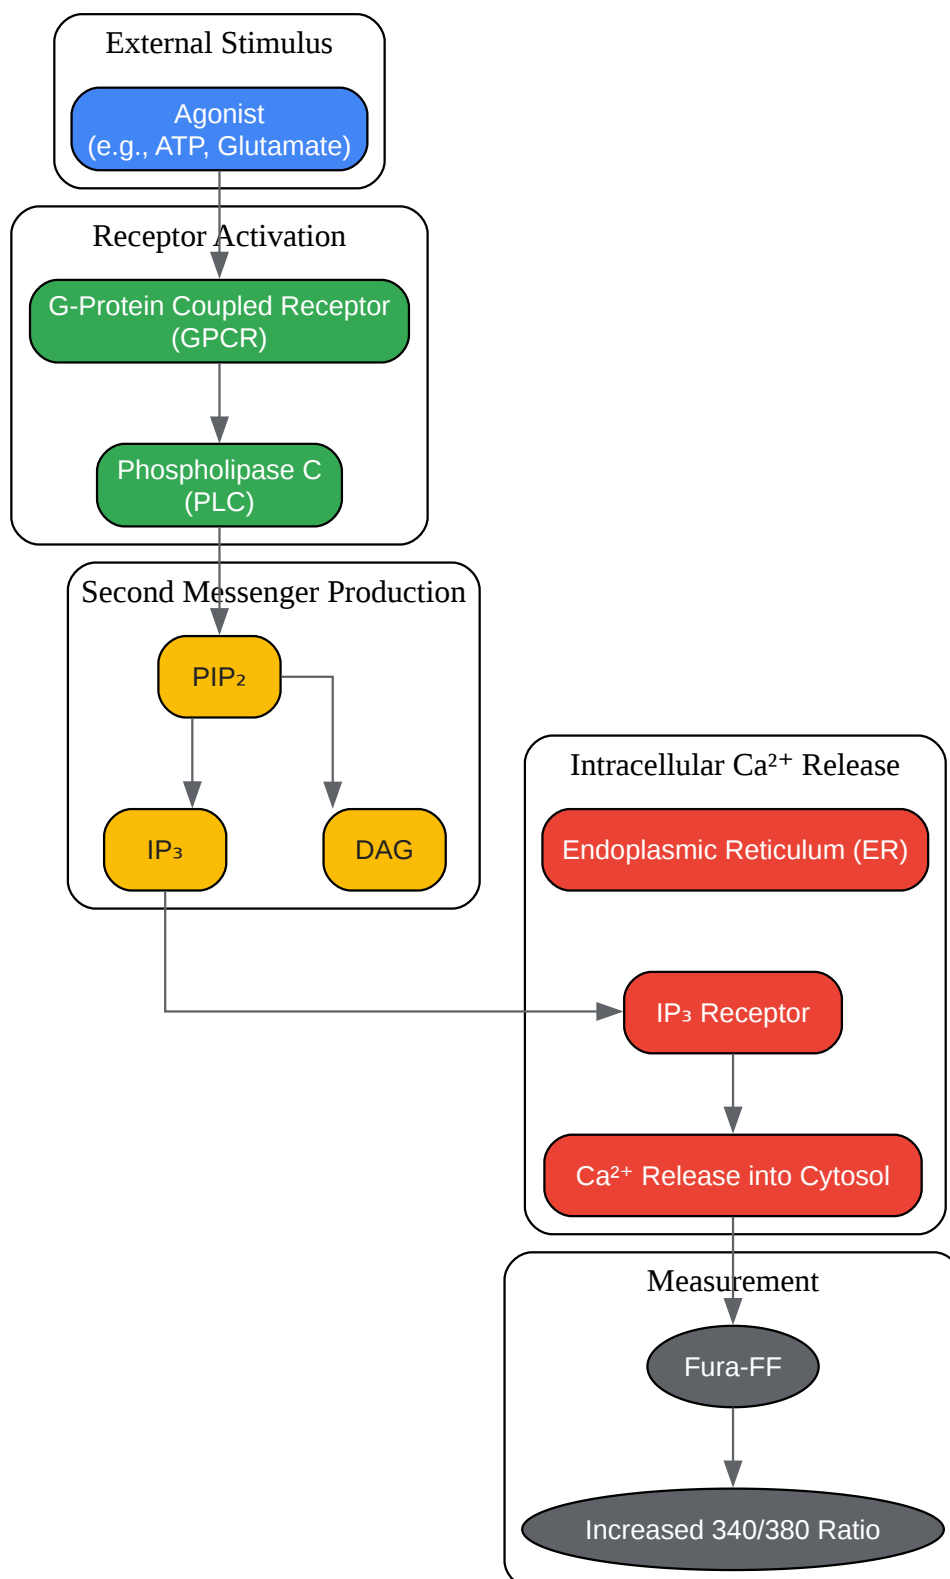 External Stimulus
Agonist
(e.g., ATP, Glutamate)
Receptor Activation
G-Protein Coupled Receptor
(GPCR)
Phospholipase C
(PLC)
Second Messenger Production
PIP₂
IP₃
DAG
Intracellular Ca²⁺ Release
Endoplasmic Reticulum (ER)
IP₃ Receptor
Ca²⁺ Release into Cytosol
Measurement
Fura-FF
Increased 340/380 Ratio